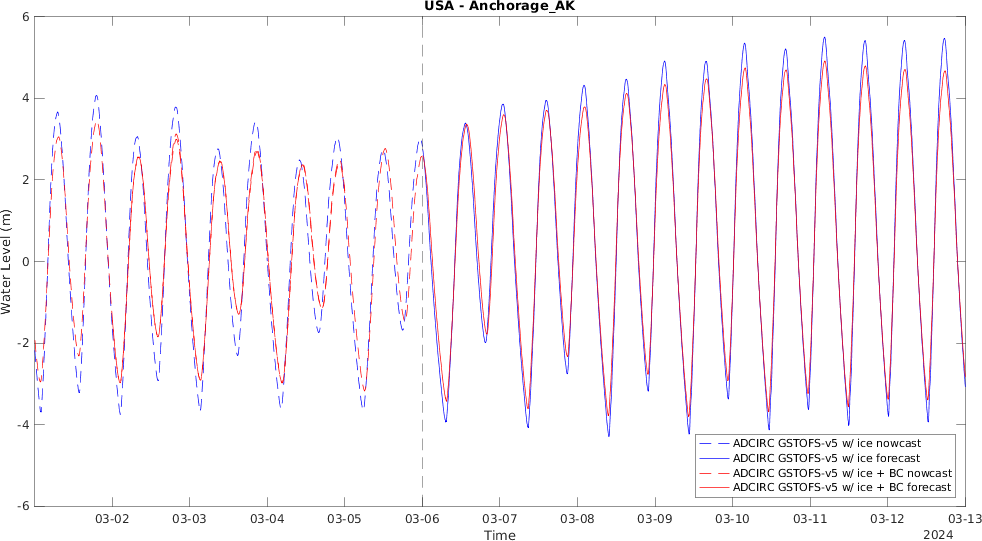 USA - Anchorage_AK
Water Level (m)
6
4
2
0
-2
-4
-6
ADCIRC GSTOFS-v5 w/ ice nowcast
ADCIRC GSTOFS-v5 w/ ice forecast
ADCIRC GSTOFS-v5 w/ ice + BC nowcast
ADCIRC GSTOFS-v5 w/ ice + BC forecast
03-02 03-03 03-04 03-05 03-06 03-07 03-08 03-09 03-10 03-11 03-12 03-13
Time
2024